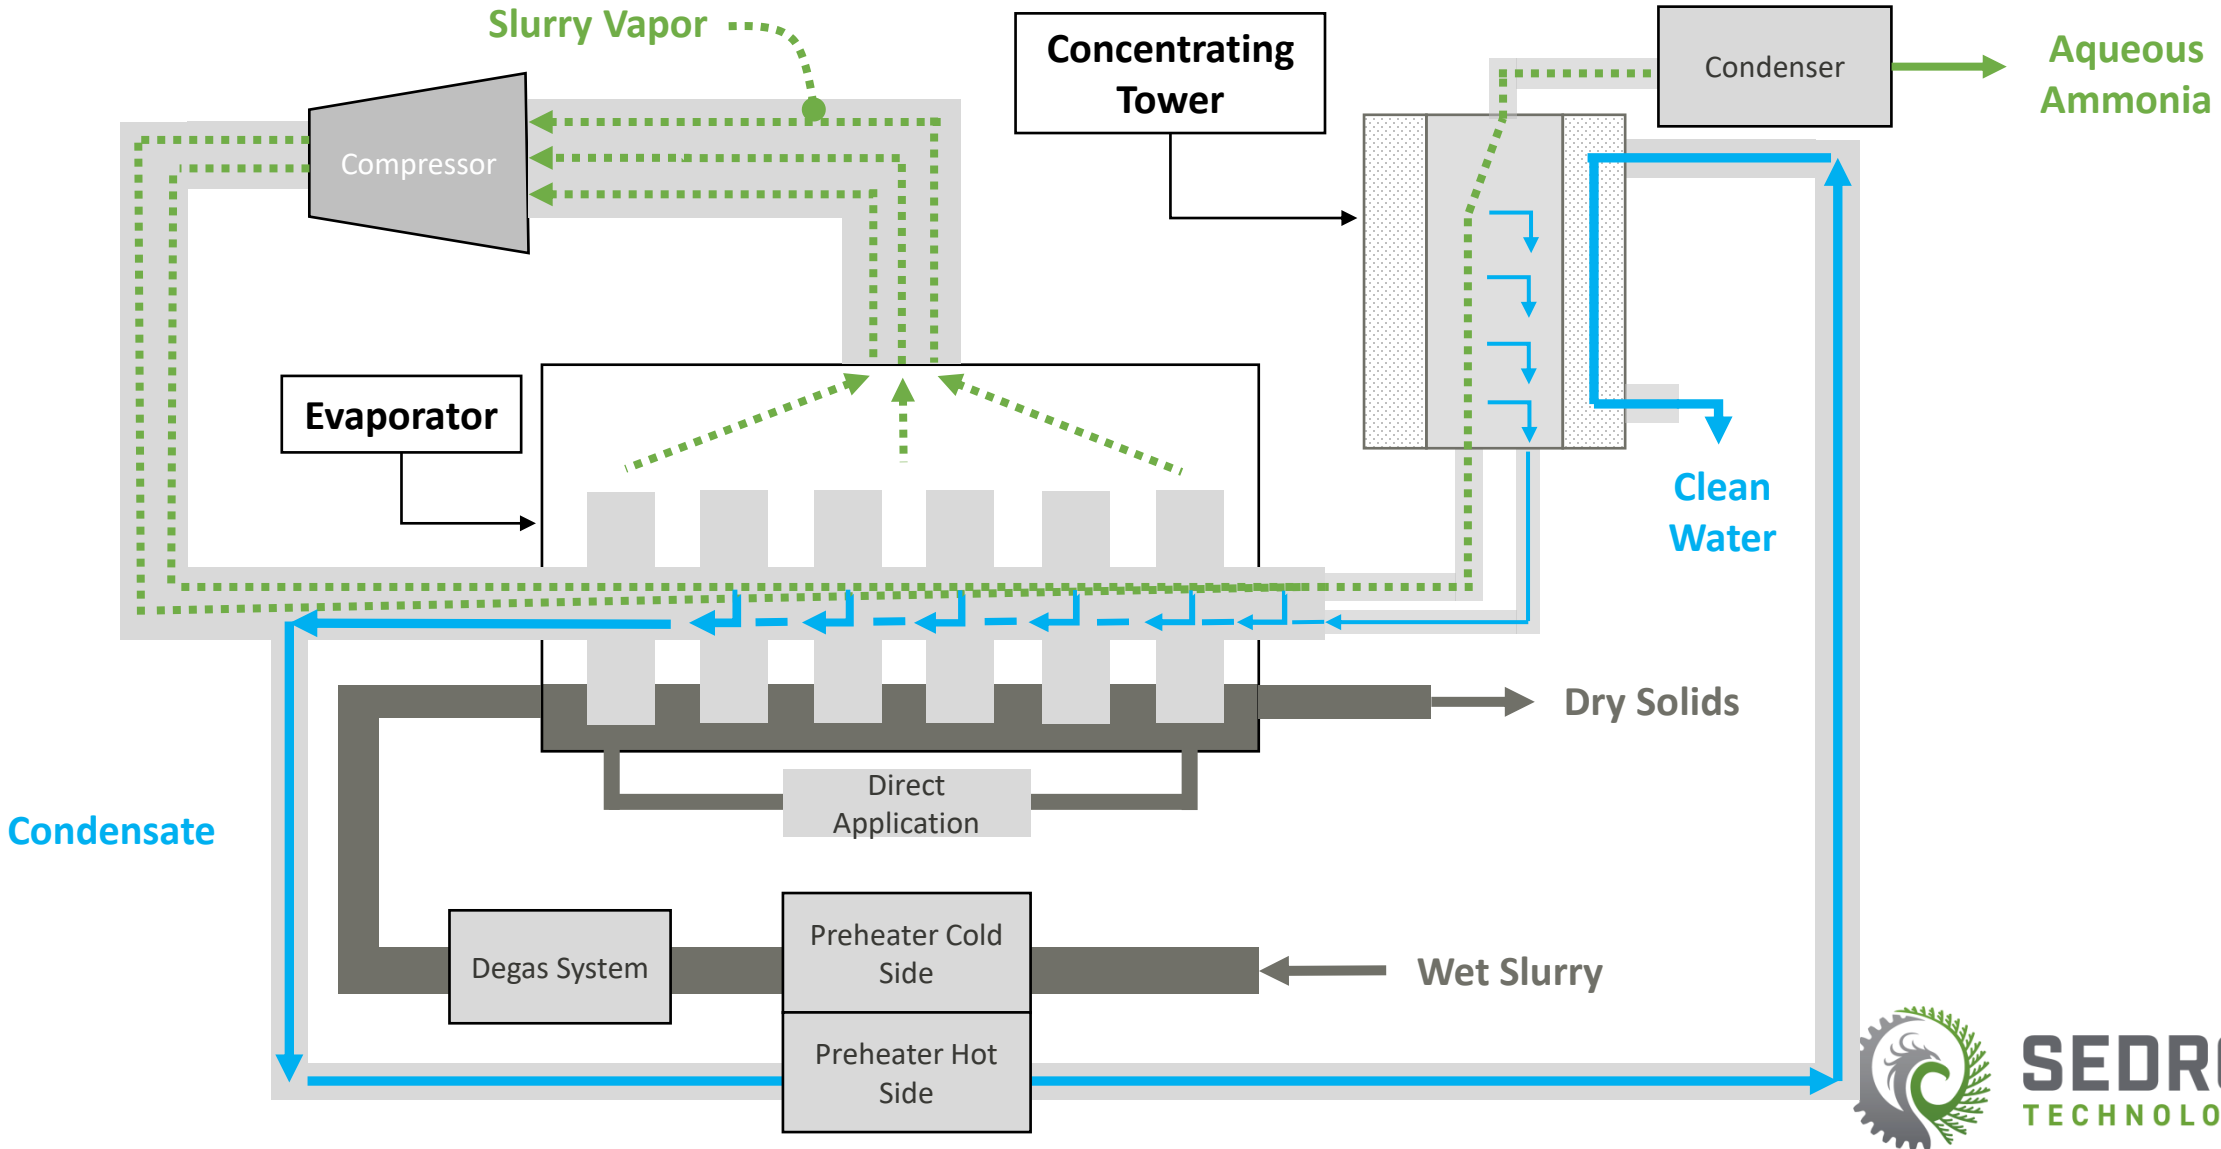 Slurry Vapor
Concentrating
Tower
Condenser
Aqueous
Ammonia
Compressor
Evaporator
Clean
Water
Dry Solids
Direct
Application
Condensate
Preheater Cold
Side
Degas System
Wet Slurry
Preheater Hot
Side